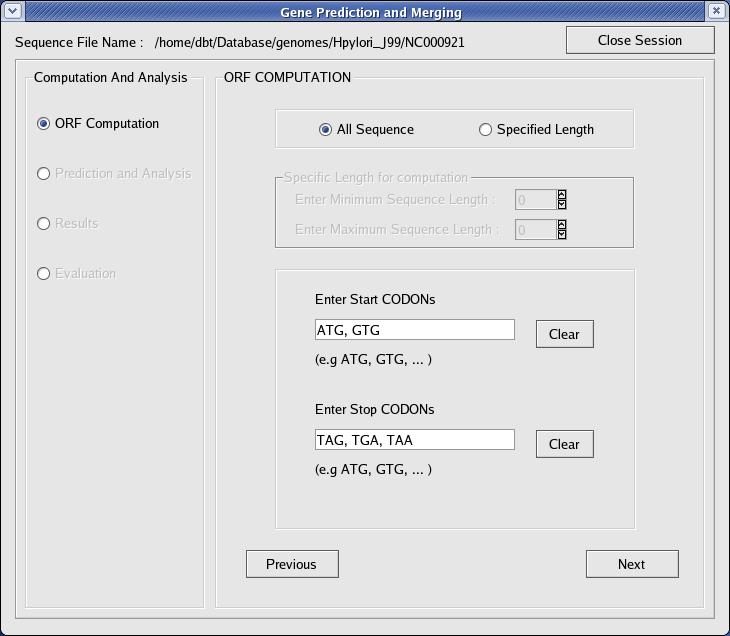 Gene Prediction and Merging
Sequence File Name : /home/dbt/Database/genomes/Hpylori_J99/NC000921
Close Session
Computation And Analysis
ORF Computation
Prediction and Analysis
Results
Evaluation
ORF COMPUTATION
All Sequence
Specified Length
Specific Length for computation
Enter Minimum Sequence Length : 0
Enter Maximum Sequence Length : 0
Enter Start CODONs
ATG, GTG
Clear
(e.g ATG, GTG, ... )
Enter Stop CODONs
TAG, TGA, TAA
Clear
(e.g ATG, GTG, ... )
Previous
Next